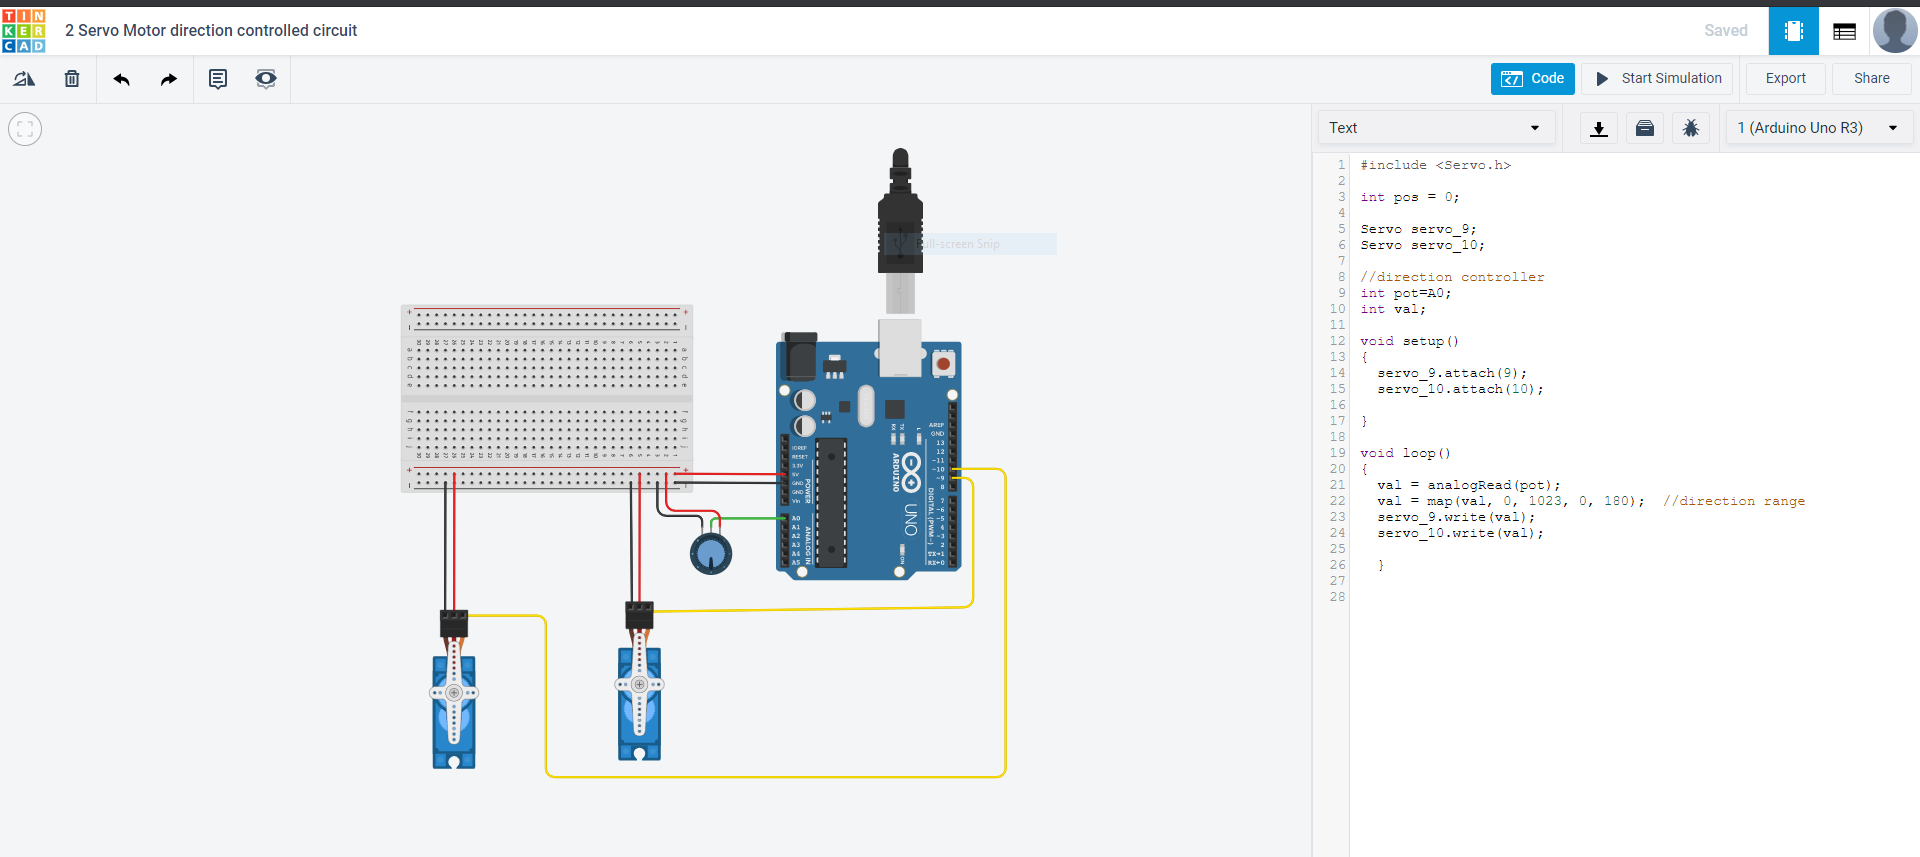 TIN
KER
CAD
2 Servo Motor direction controlled circuit
Saved
Code
Start Simulation
Export
Share
Text
1 (Arduino Uno R3)
Full-screen Snip
1 #include <Servo.h>
2
3 int pos = 0;
4
5 Servo servo_9;
6 Servo servo_10;
7
8 //direction controller
9 int pot=A0;
10 int val;
11
12 void setup()
13 {
14 servo_9.attach(9);
15 servo_10.attach(10);
16
17 }
18
19 void loop()
20 {
21 val = analogRead(pot);
22 val = map(val, 0, 1023, 0, 180); //direction range
23 servo_9.write(val);
24 servo_10.write(val);
25
26 }
27
28
IOREF
RESET
3.3V
5V
GND
GND
Vin
POWER
A0
A1
A2
A3
A4
A5
ANALOG IN
RX
TX
L
ARDUINO
UNO
ON
AREF
GND
13
12
~11
~10
~9
8
7
~6
~5
4
~3
2
TX→1
RX←0
DIGITAL (PWM~)